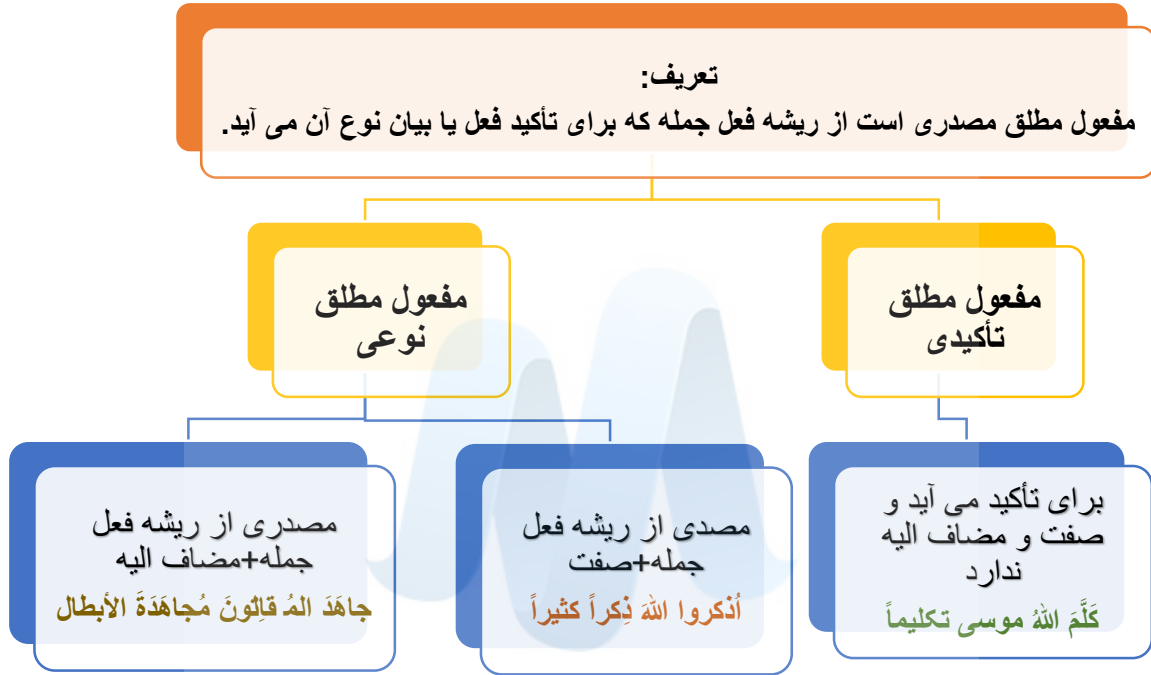 تعریف:
مفعول مطلق مصدری است از ریشه فعل جمله که برای تأکید فعل یا بیان نوع آن می آید.
مفعول مطلق
تأکیدی
مفعول مطلق
نوعی
برای تأکید می آید و
صفت و مضاف الیه
ندارد
كَلَّمَ اللهُ موسی تکلیماً
مصدی از ریشه فعل
جمله+صفت
اُذکروا اللهَ ذِکراً کثیراً
مصدری از ریشه فعل
جمله+مضاف الیه
جاهَدَ المُـ قاتِلونَ مُجاهَدَةَ الأبطال